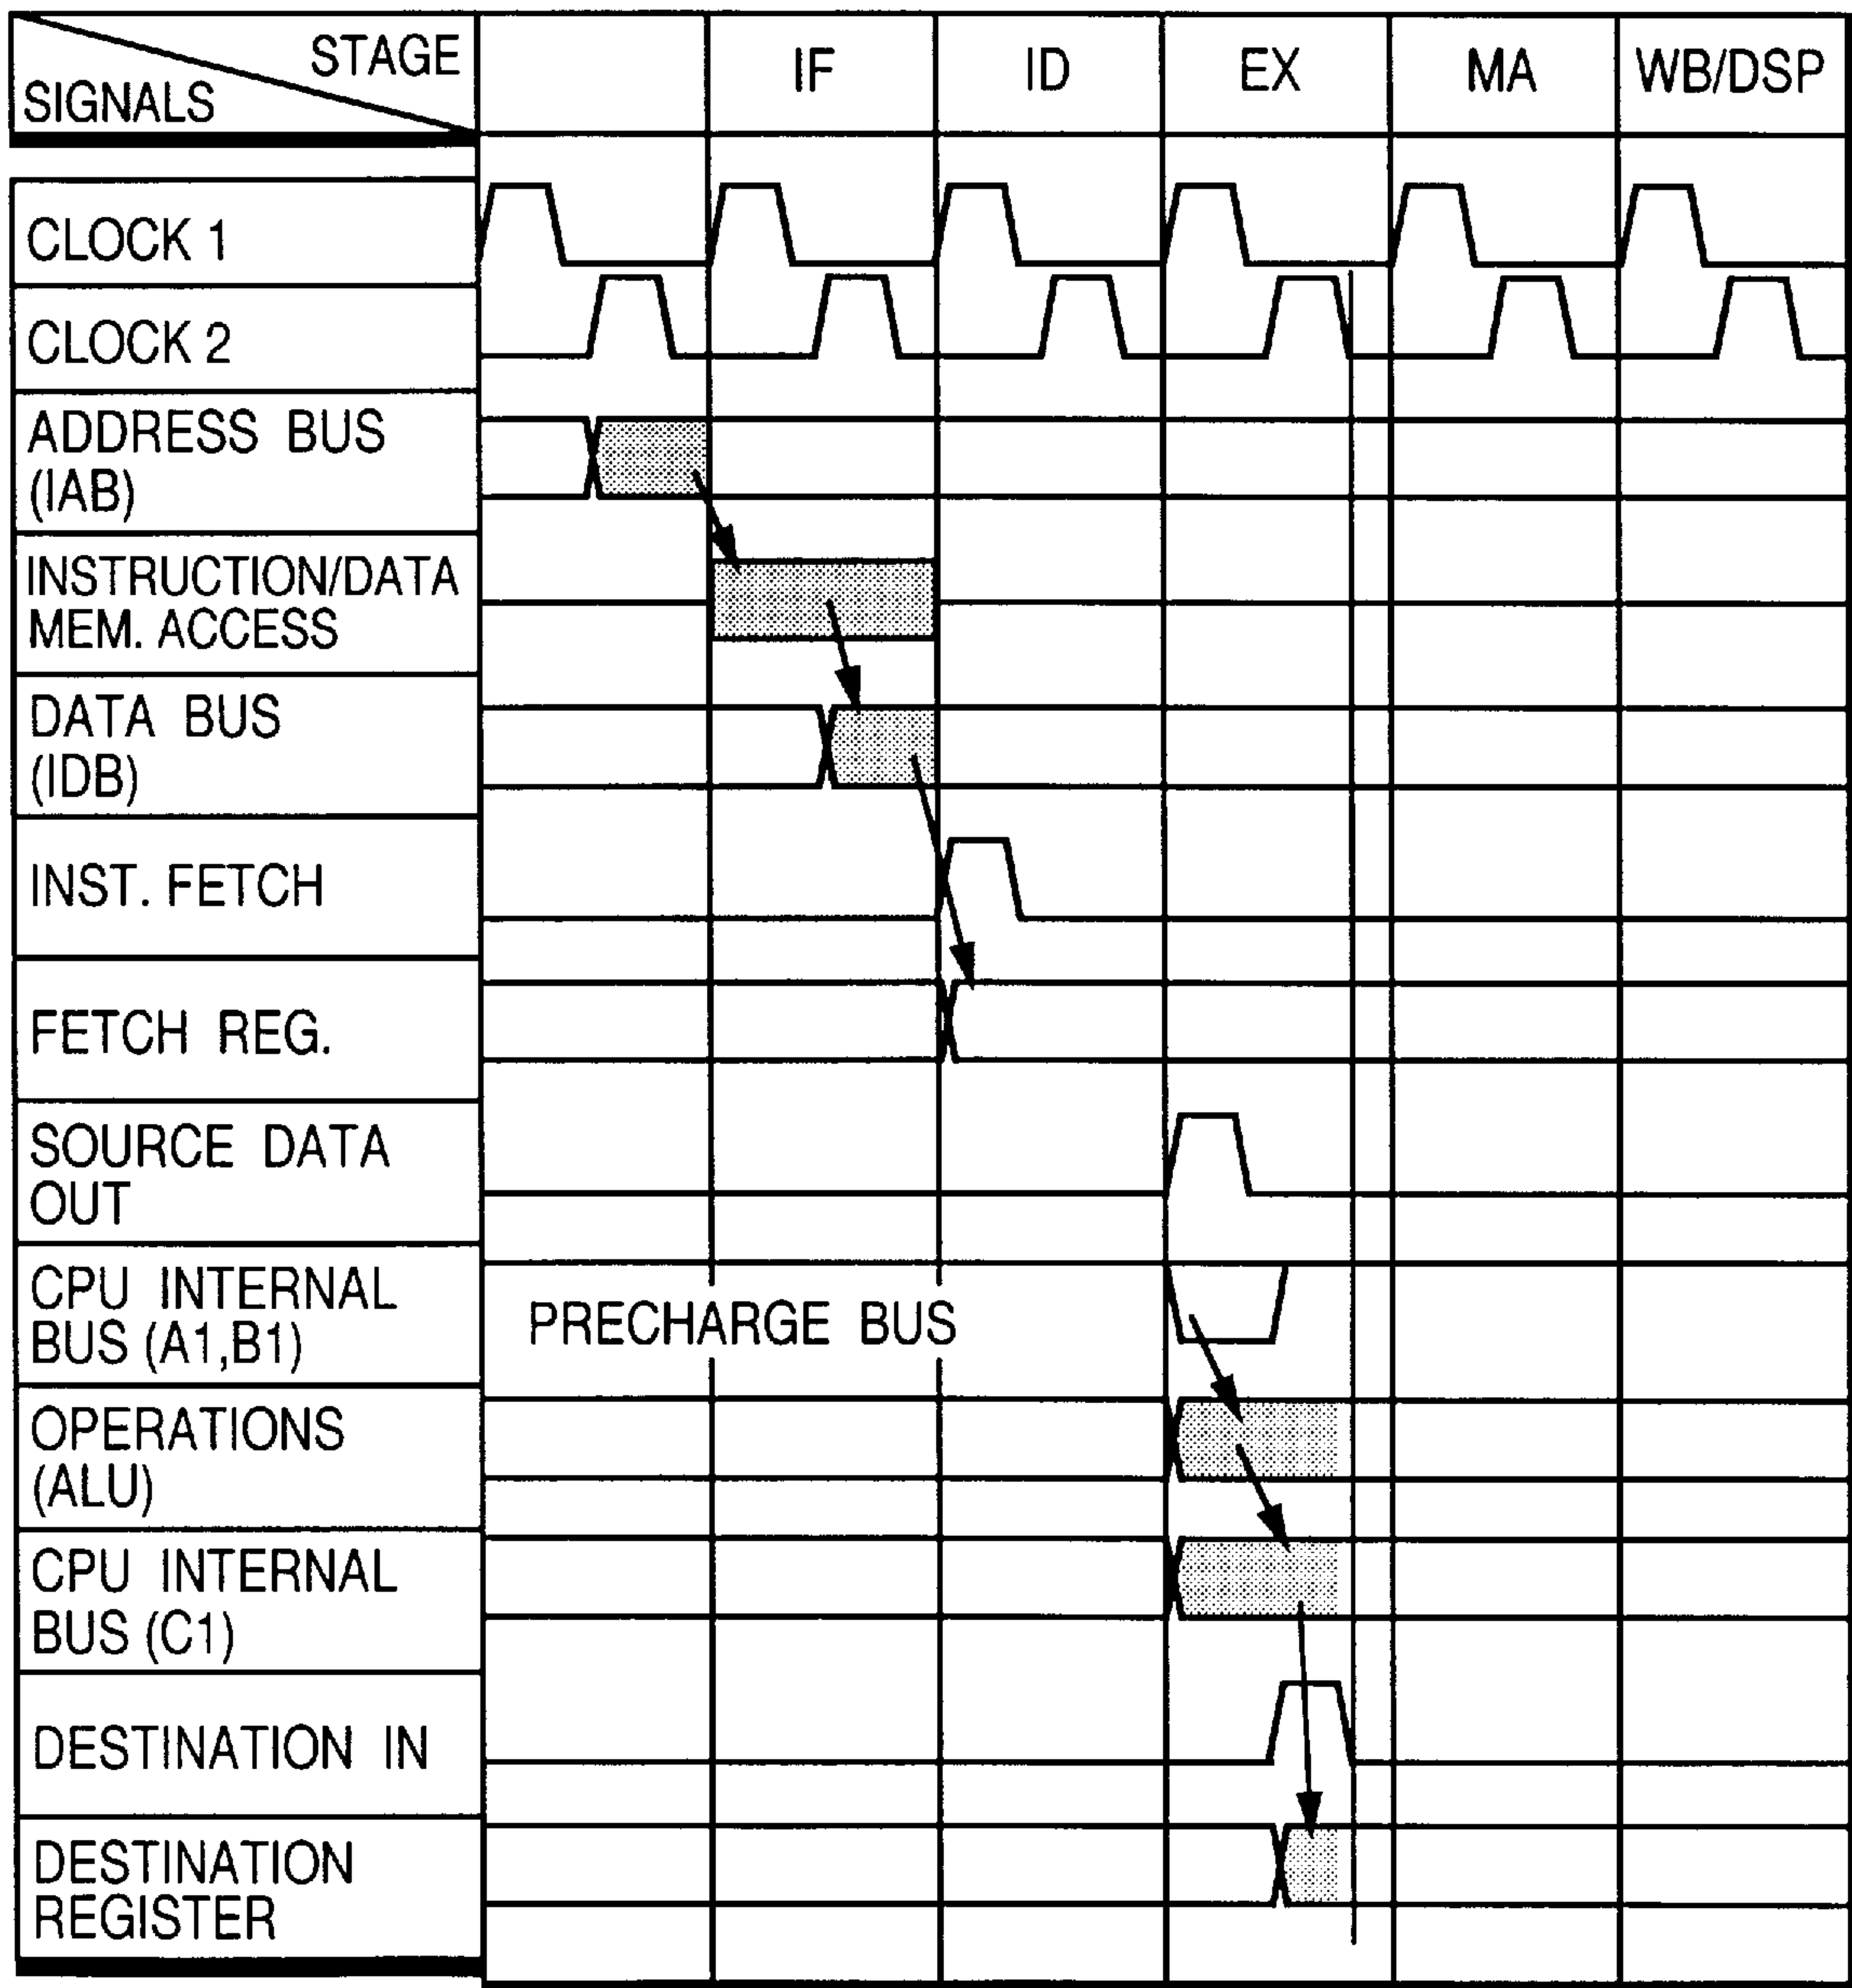 STAGE
SIGNALS
IF
ID
EX
MA
WB/DSP
CLOCK 1
CLOCK 2
ADDRESS BUS
(IAB)
INSTRUCTION/DATA
MEM. ACCESS
DATA BUS
(IDB)
INST. FETCH
FETCH REG.
SOURCE DATA
OUT
CPU INTERNAL
BUS (A1,B1)
PRECHARGE BUS
OPERATIONS
(ALU)
CPU INTERNAL
BUS (C1)
DESTINATION IN
DESTINATION
REGISTER